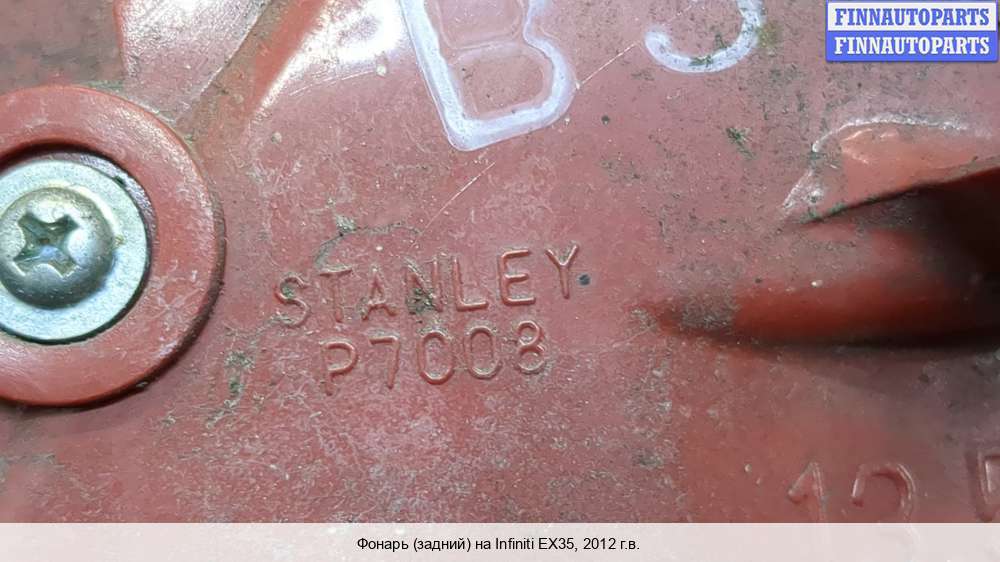 FINNAUTOPARTS
FINNAUTOPARTS
B
STANLEY
P7008
Фонарь (задний) на Infiniti EX35, 2012 г.в.